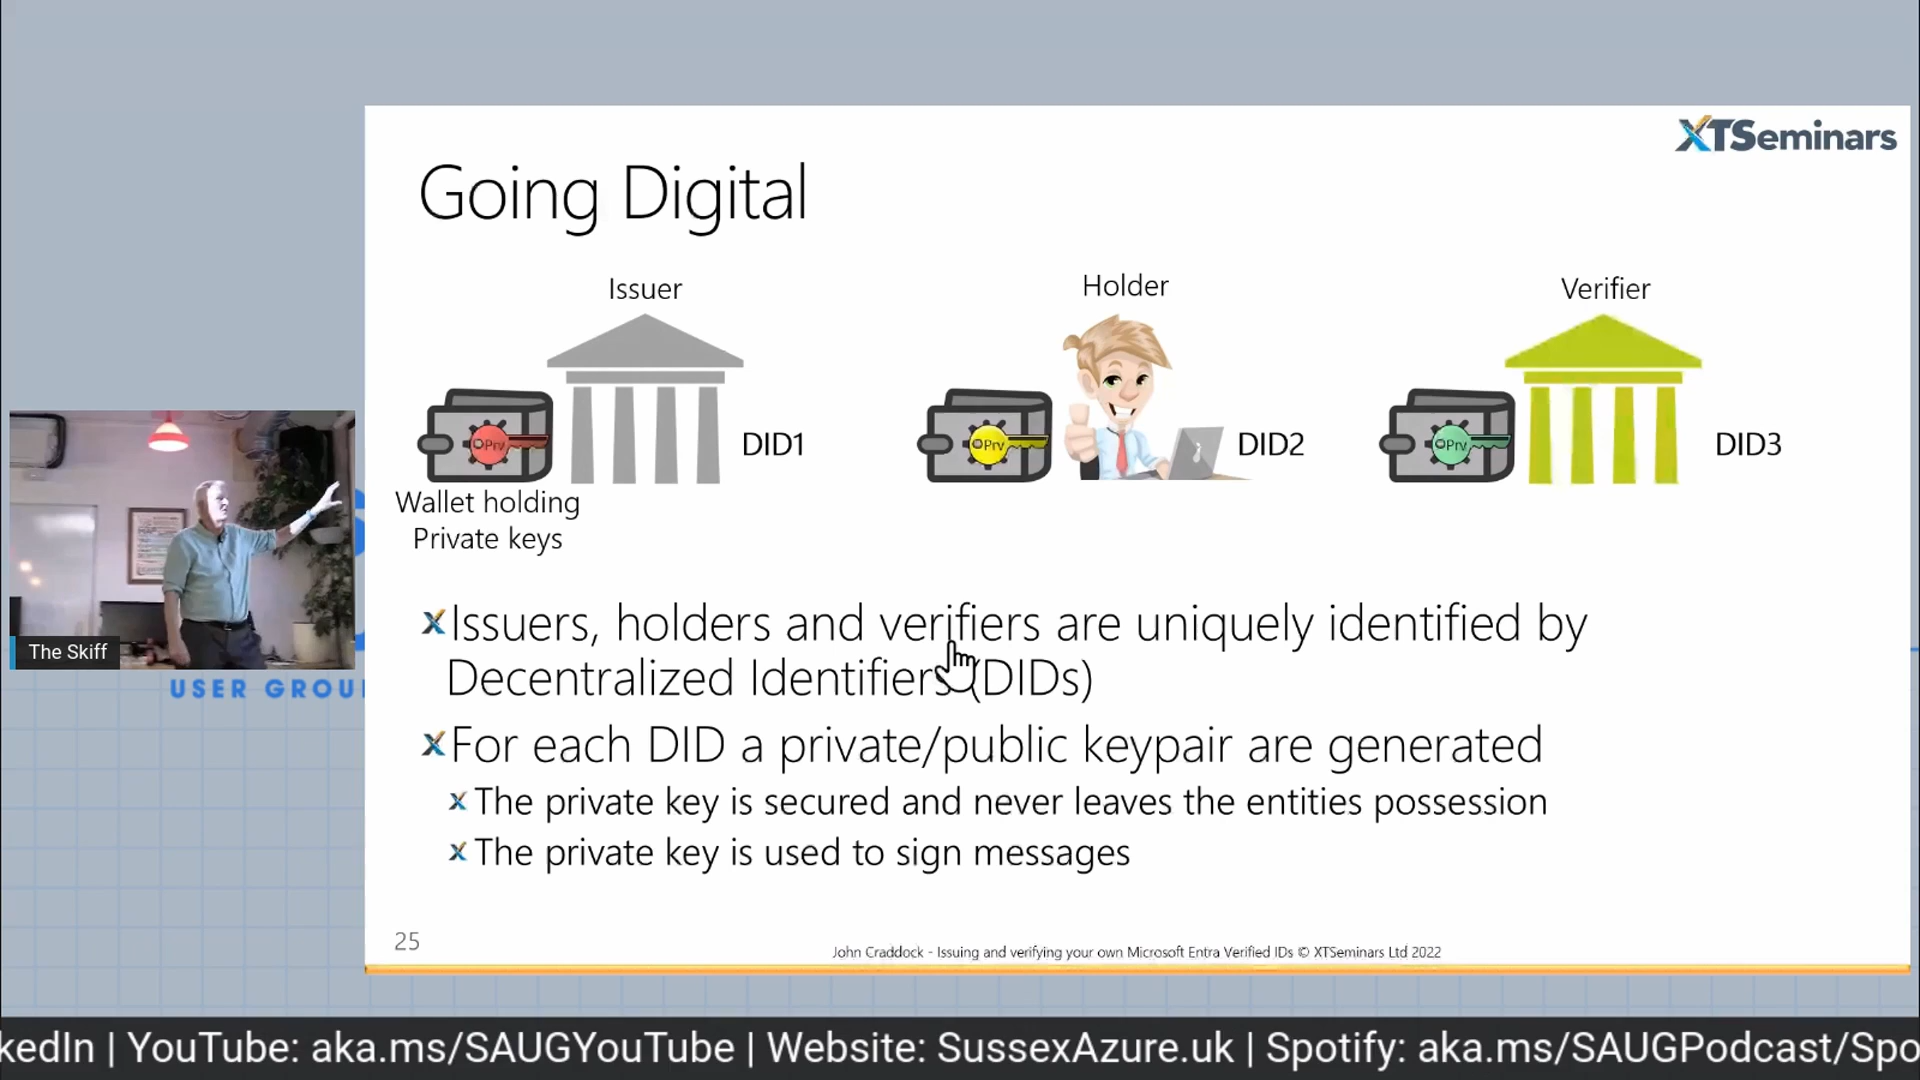 XTSeminars
Going Digital
Issuer
Holder
Verifier
Prv
DID1
Prv
DID2
Prv
DID3
Wallet holding
Private keys
Issuers, holders and verifiers are uniquely identified by
Decentralized Identifiers (DIDs)
For each DID a private/public keypair are generated
The private key is secured and never leaves the entities possession
The private key is used to sign messages
The Skiff
USER GROU
25
John Craddock - Issuing and verifying your own Microsoft Entra Verified IDs © XTSeminars Ltd 2022
kedIn | YouTube: aka.ms/SAUGYouTube | Website: SussexAzure.uk | Spotify: aka.ms/SAUGPodcast/Spo